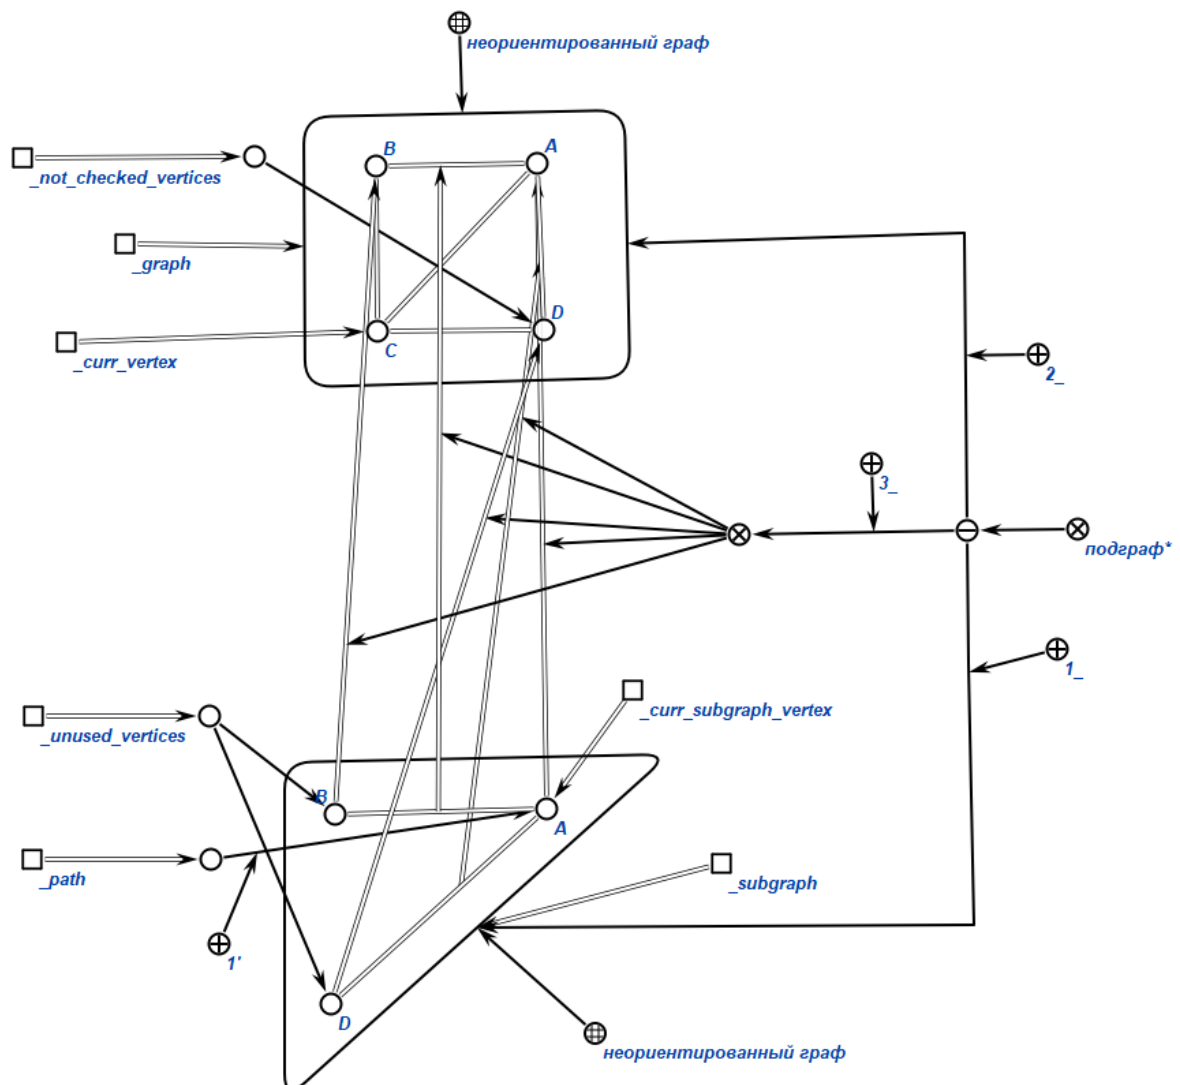 неориентированный граф
B
A
_not_checked_vertices
_graph
D
C
_curr_vertex
2_
3_
подграф*
1_
_curr_subgraph_vertex
_unused_vertices
B
A
_path
_subgraph
1'
D
неориентированный граф